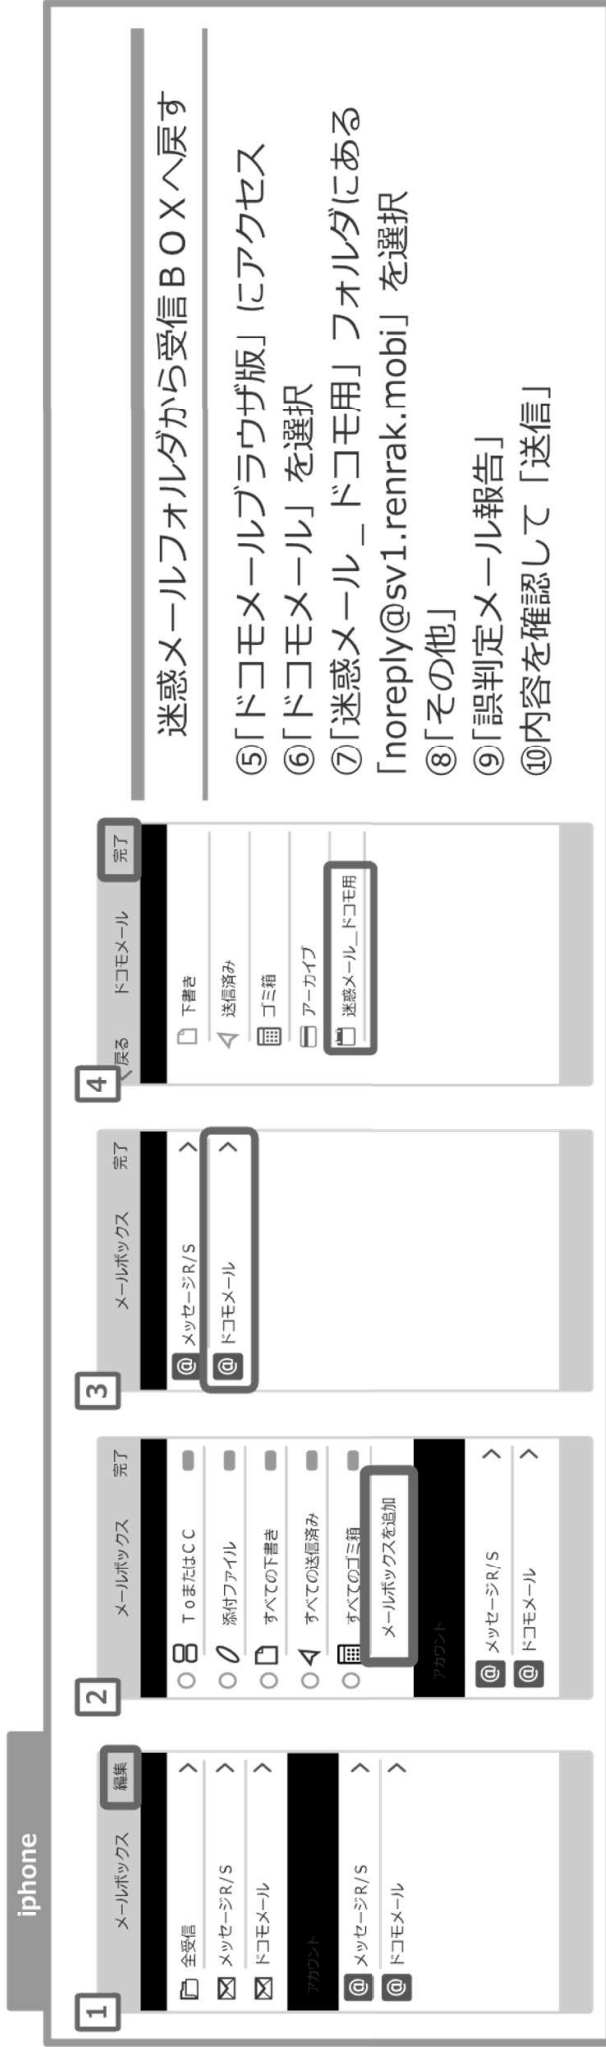 iphone
1
メールボックス
編集
全受信
メッセージR/S
ドコモメール
アカウント
メッセージR/S
ドコモメール
2
メールボックス
完了
ToまたはCC
添付ファイル
すべての下書き
すべての送信済み
すべてのゴミ箱
メールボックスを追加
アカウント
メッセージR/S
ドコモメール
3
メールボックス
完了
メッセージR/S
ドコモメール
4
戻る
ドコモメール
完了
下書き
送信済み
ゴミ箱
アーカイブ
迷惑メール_ドコモ用
迷惑メールフォルダから受信BOXへ戻す
⑤「ドコモメールブラウザ版」にアクセス
⑥「ドコモメール」を選択
⑦「迷惑メール_ドコモ用」フォルダにある
「noreply@sv1.renrak.mobi」を選択
⑧「その他」
⑨「誤判定メール報告」
⑩内容を確認して「送信」